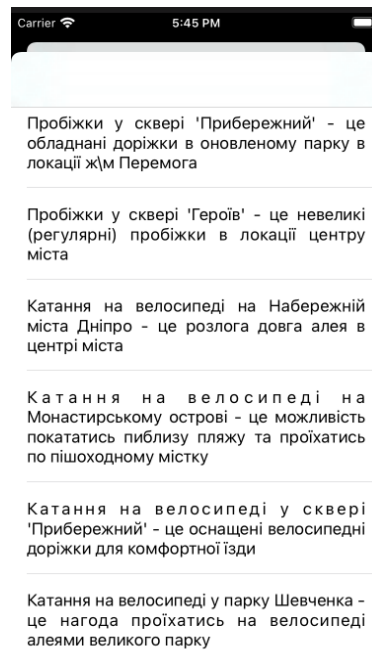 Carrier
5:45 PM
Пробіжки у сквері 'Прибережний' - це
обладнані доріжки в оновленому парку в
локації ж\м Перемога
Пробіжки у сквері 'Героїв' - це невеликі
(регулярні) пробіжки в локації центру
міста
Катання на велосипеді на Набережній
міста Дніпро - це розлога довга алея в
центрі міста
Катання на велосипеді на
Монастирському острові - це можливість
покататись пиблизу пляжу та проїхатись
по пішоходному містку
Катання на велосипеді у сквері
'Прибережний' - це оснащені велосипедні
доріжки для комфортної їзди
Катання на велосипеді у парку Шевченка -
це нагода проїхатись на велосипеді
алеями великого парку